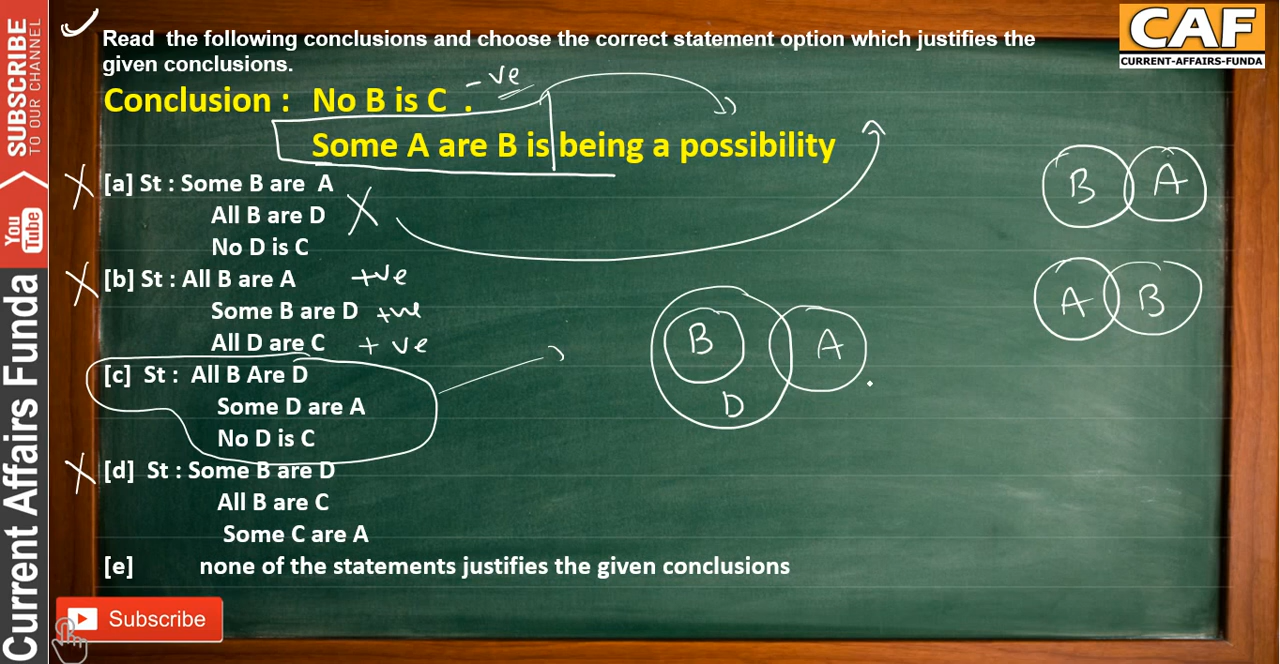 SUBSCRIBE
TO OUR CHANNEL
You
Tube
Current Affairs Funda
CAF
CURRENT-AFFAIRS-FUNDA
Read the following conclusions and choose the correct statement option which justifies the
given conclusions.
- ve
Conclusion : No B is C .
Some A are B is being a possibility
[a] St : Some B are A
All B are D
No D is C
[b] St : All B are A +ve
Some B are D +ve
All D are C + ve
[c] St : All B Are D
Some D are A
No D is C
[d] St : Some B are D
All B are C
Some C are A
[e] none of the statements justifies the given conclusions
B A
A B
B A
D
Subscribe